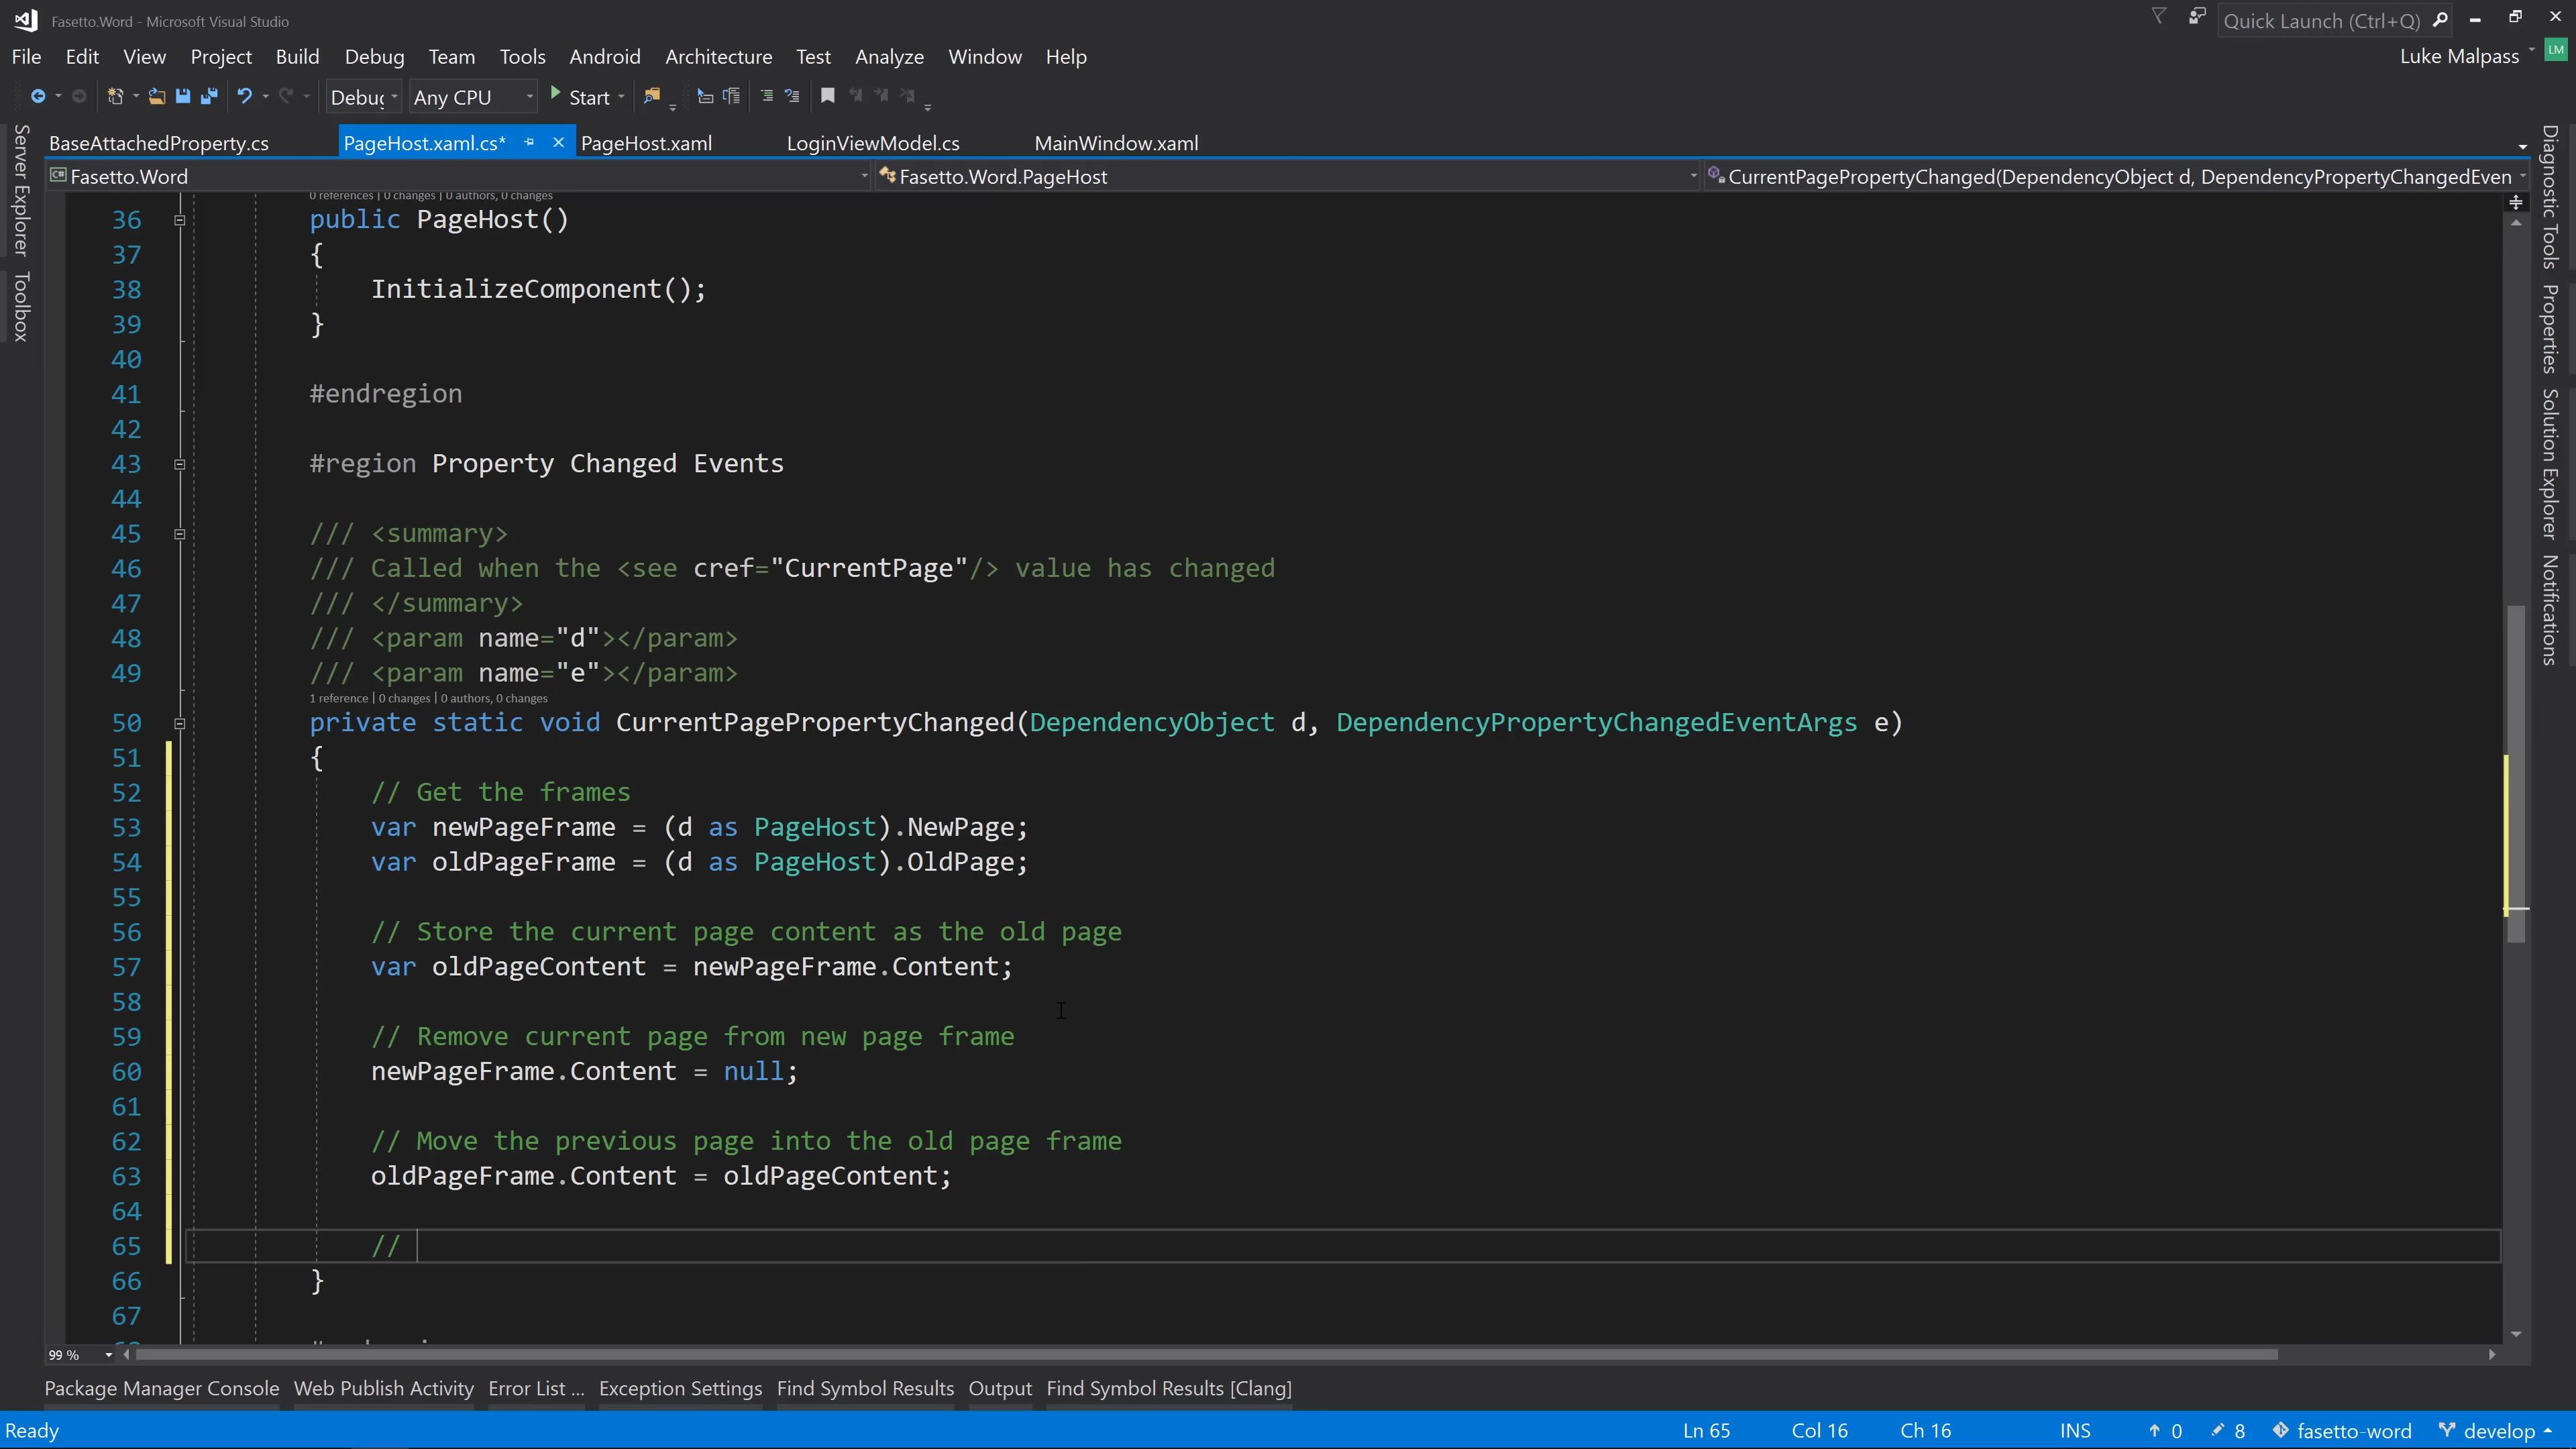 Fasetto.Word - Microsoft Visual Studio
Quick Launch (Ctrl+Q)
File Edit View Project Build Debug Team Tools Android Architecture Test Analyze Window Help
Luke Malpass LM
Debug Any CPU Start
BaseAttachedProperty.cs PageHost.xaml.cs* PageHost.xaml LoginViewModel.cs MainWindow.xaml
Fasetto.Word Fasetto.Word.PageHost CurrentPagePropertyChanged(DependencyObject d, DependencyPropertyChangedEven
Server Explorer
Toolbox
Diagnostic Tools
Properties
Solution Explorer
Notifications
0 references | 0 changes | 0 authors, 0 changes
36 public PageHost()
37 {
38 InitializeComponent();
39 }
40
41 #endregion
42
43 #region Property Changed Events
44
45 /// <summary>
46 /// Called when the <see cref="CurrentPage"/> value has changed
47 /// </summary>
48 /// <param name="d"></param>
49 /// <param name="e"></param>
1 reference | 0 changes | 0 authors, 0 changes
50 private static void CurrentPagePropertyChanged(DependencyObject d, DependencyPropertyChangedEventArgs e)
51 {
52 // Get the frames
53 var newPageFrame = (d as PageHost).NewPage;
54 var oldPageFrame = (d as PageHost).OldPage;
55
56 // Store the current page content as the old page
57 var oldPageContent = newPageFrame.Content;
58
59 // Remove current page from new page frame
60 newPageFrame.Content = null;
61
62 // Move the previous page into the old page frame
63 oldPageFrame.Content = oldPageContent;
64
65 //
66 }
67
99 %
Package Manager Console Web Publish Activity Error List ... Exception Settings Find Symbol Results Output Find Symbol Results [Clang]
Ready Ln 65 Col 16 Ch 16 INS 0 8 fasetto-word develop